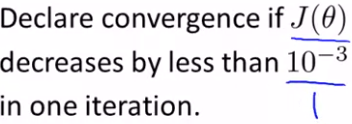 Declare convergence if J(θ)
decreases by less than 10⁻³
in one iteration.